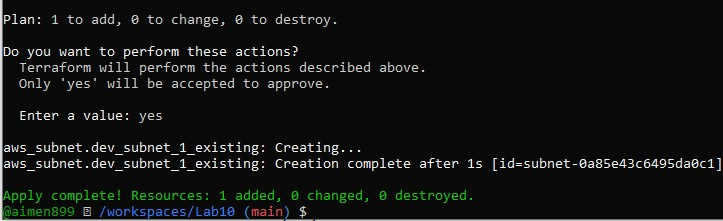 Plan: 1 to add, 0 to change, 0 to destroy.
Do you want to perform these actions?
Terraform will perform the actions described above.
Only 'yes' will be accepted to approve.
Enter a value: yes
aws_subnet.dev_subnet_1_existing: Creating...
aws_subnet.dev_subnet_1_existing: Creation complete after 1s [id=subnet-0a85e43c6495da0c1]
Apply complete! Resources: 1 added, 0 changed, 0 destroyed.
@aimen899 /workspaces/Lab10 (main) $